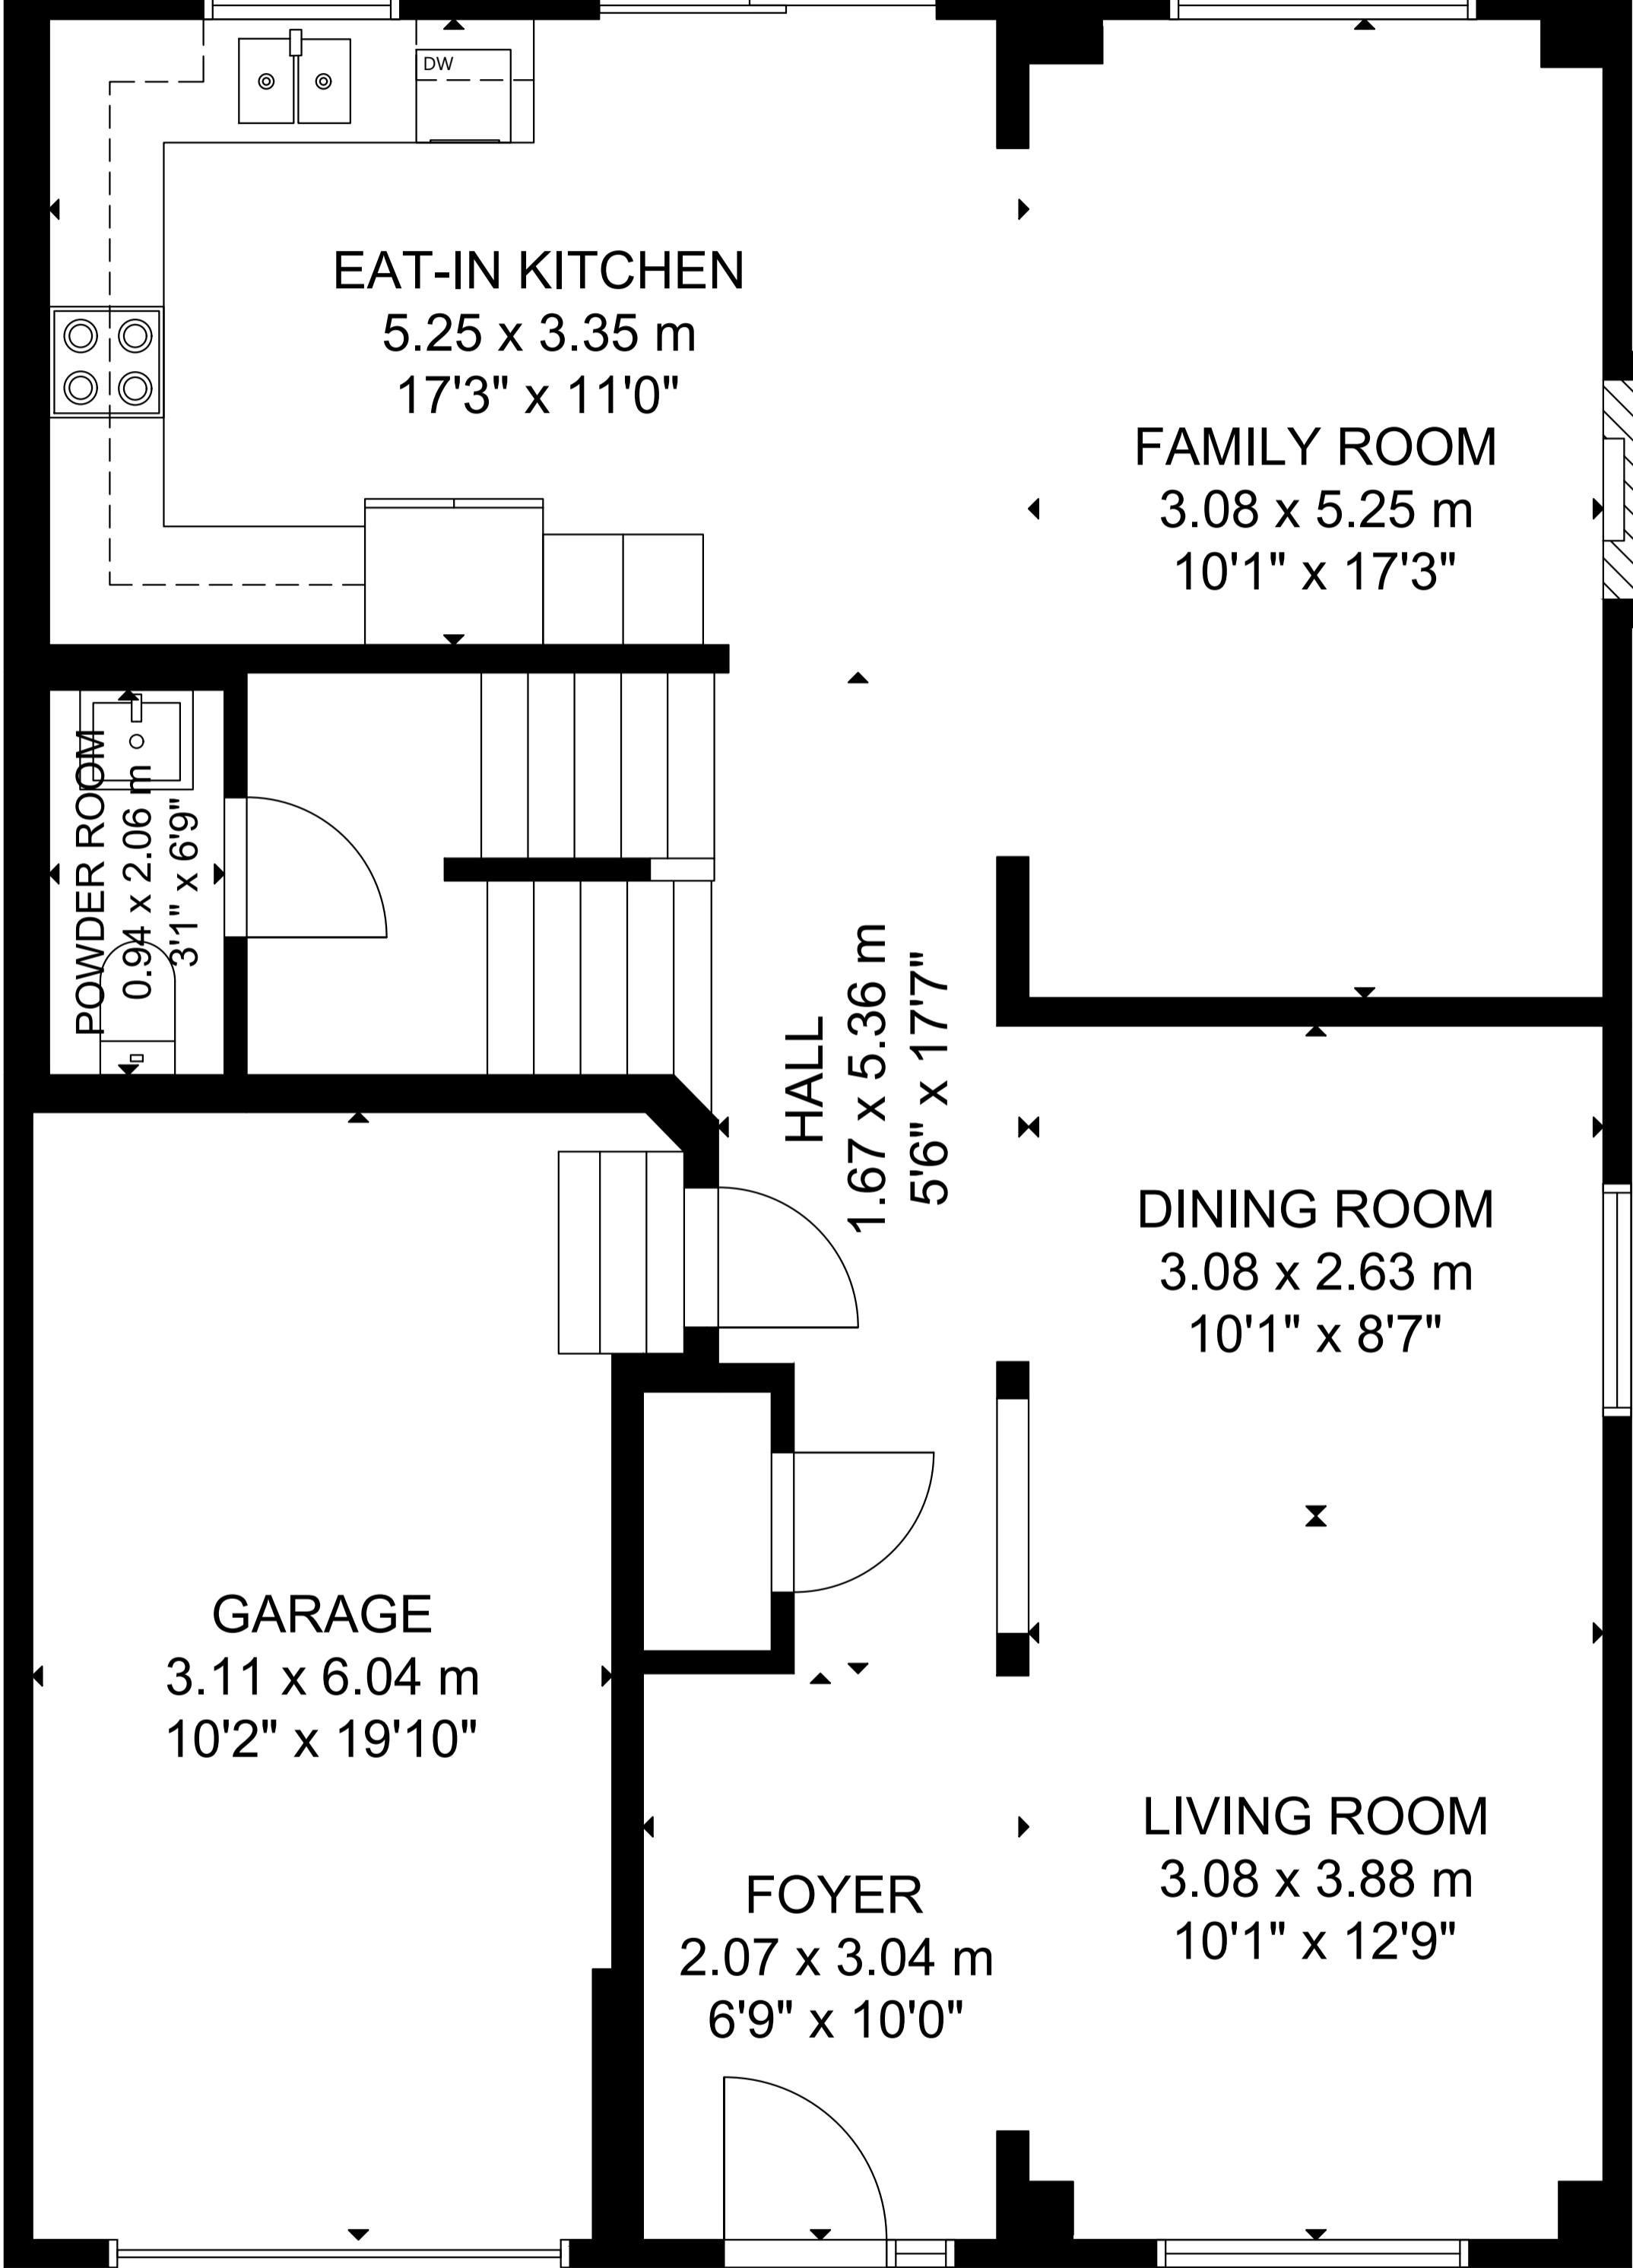 DW
EAT-IN KITCHEN
5.25 x 3.35 m
17'3" x 11'0"
FAMILY ROOM
3.08 x 5.25 m
10'1" x 17'3"
POWDER ROOM
0.94 x 2.06 m
3'1" x 6'9"
HALL
1.67 x 5.36 m
5'6" x 17'7"
DINING ROOM
3.08 x 2.63 m
10'1" x 8'7"
GARAGE
3.11 x 6.04 m
10'2" x 19'10"
LIVING ROOM
3.08 x 3.88 m
10'1" x 12'9"
FOYER
2.07 x 3.04 m
6'9" x 10'0"